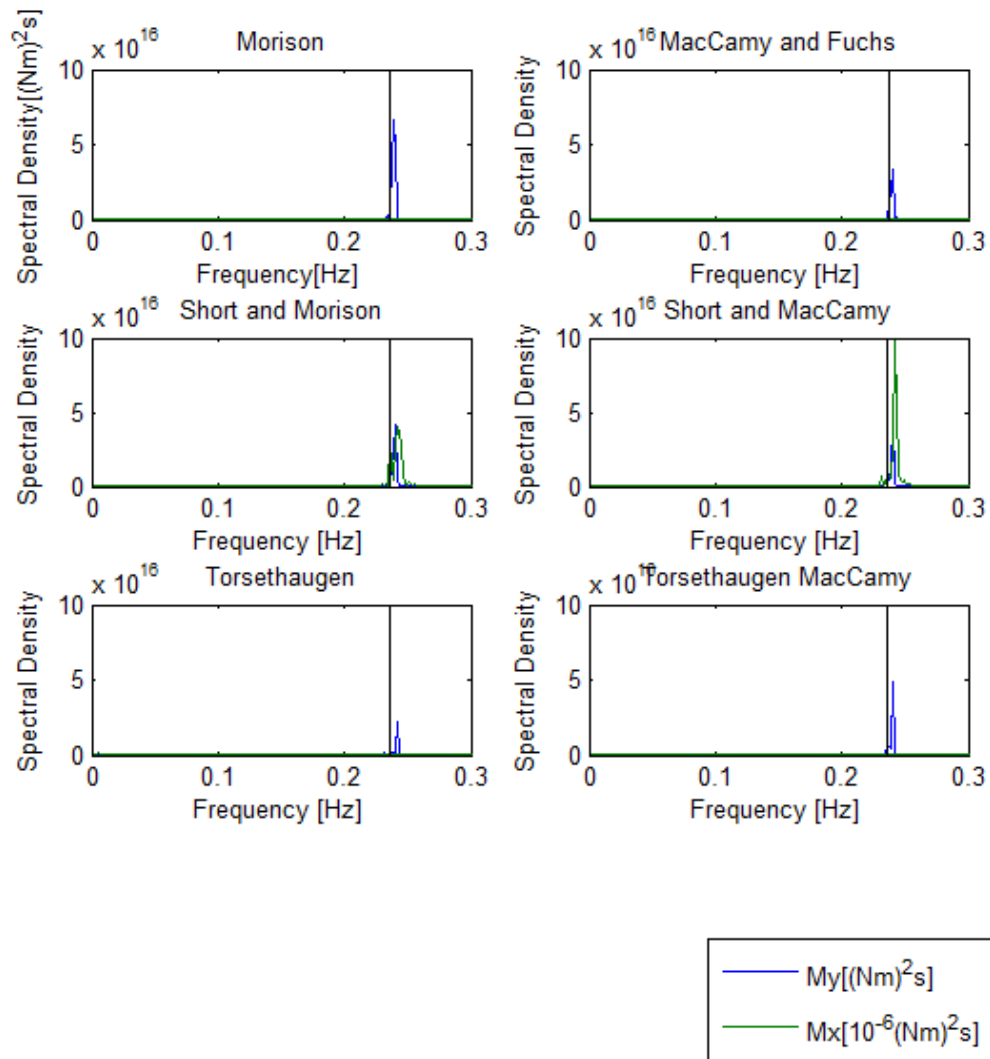 x 10^16
Morison
Spectral Density[(Nm)^2s]
10
5
0
0 0.1 0.2 0.3
Frequency[Hz]
x 10^16
MacCamy and Fuchs
Spectral Density
10
5
0
0 0.1 0.2 0.3
Frequency [Hz]
x 10^16
Short and Morison
Spectral Density
10
5
0
0 0.1 0.2 0.3
Frequency [Hz]
x 10^16
Short and MacCamy
Spectral Density
10
5
0
0 0.1 0.2 0.3
Frequency [Hz]
x 10^16
Torsethaugen
Spectral Density
10
5
0
0 0.1 0.2 0.3
Frequency [Hz]
x 10^16
Torsethaugen MacCamy
Spectral Density
10
5
0
0 0.1 0.2 0.3
Frequency [Hz]
My[(Nm)^2s]
Mx[10^-6(Nm)^2s]